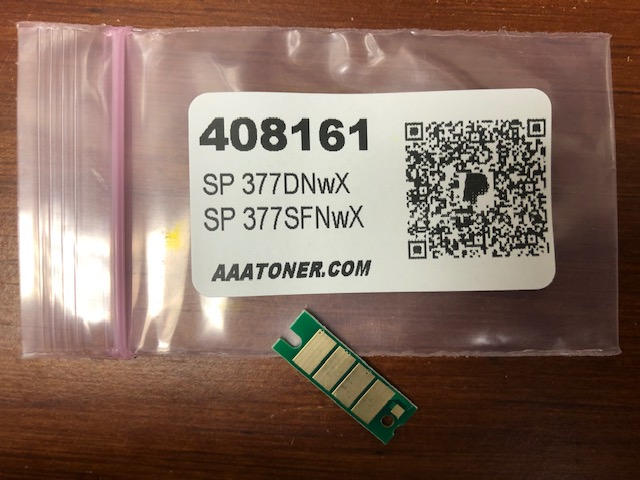 408161
SP 377DNwX
SP 377SFNwX
AAATONER.COM